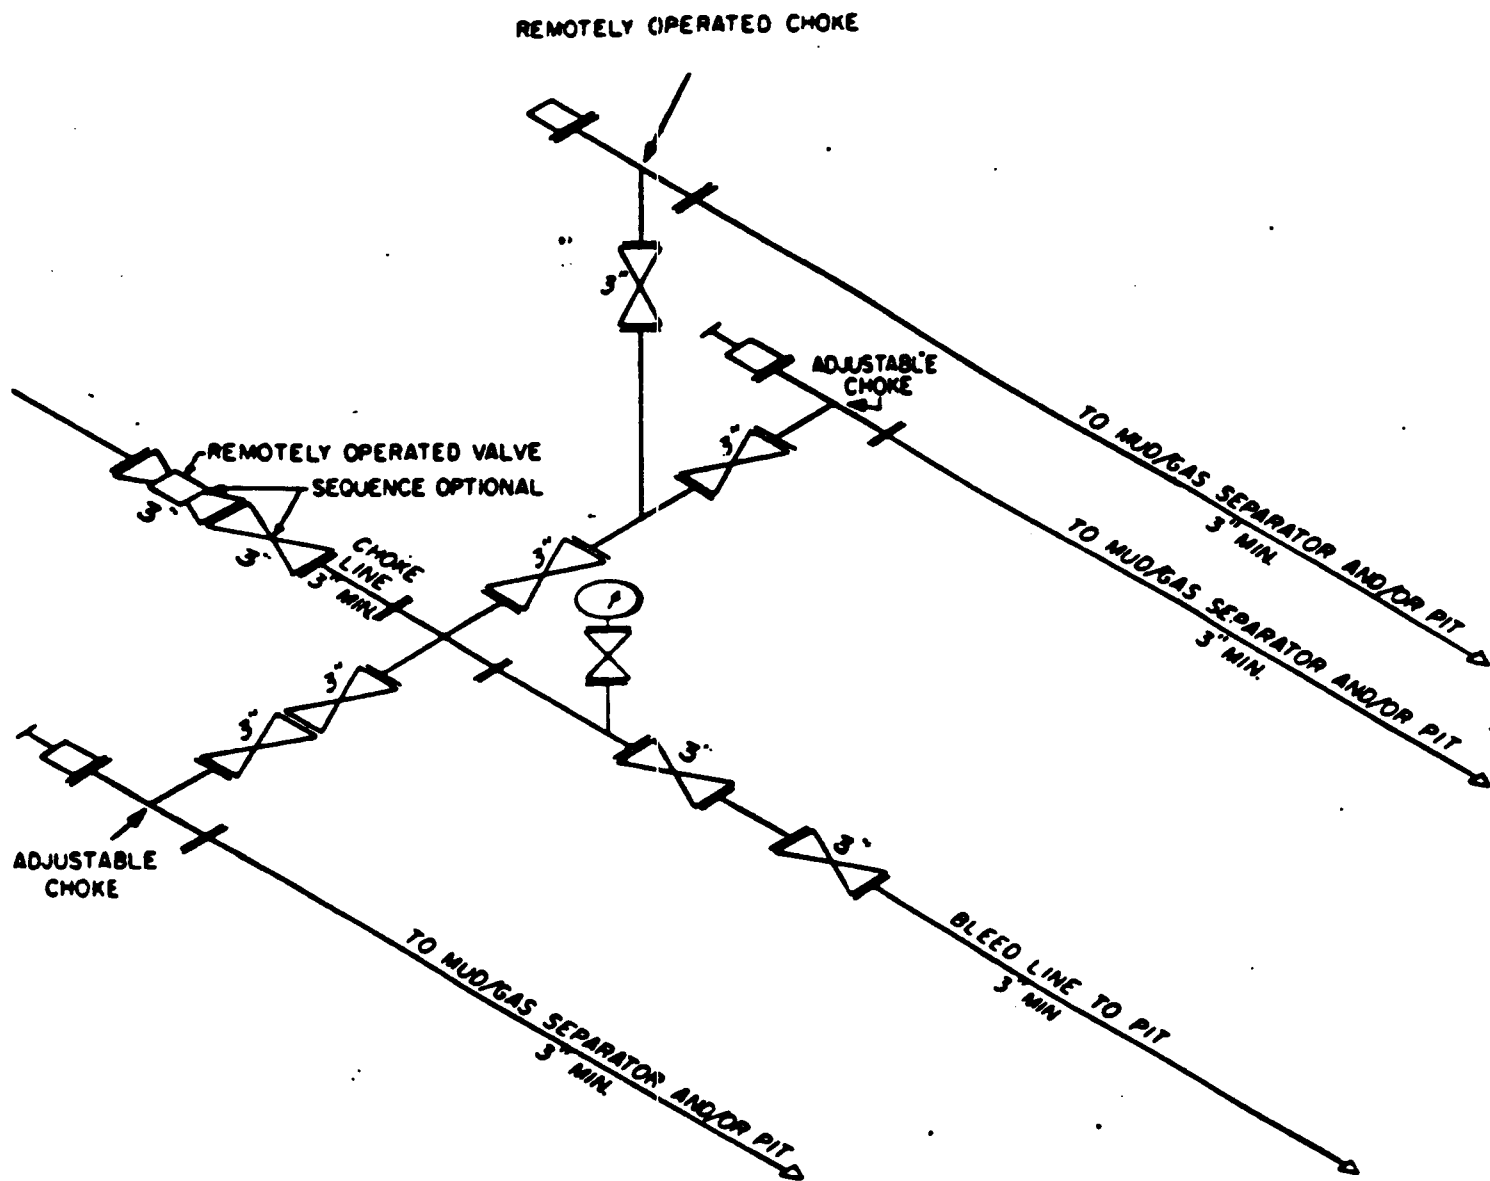 REMOTELY OPERATED CHOKE
3"
ADJUSTABLE
CHOKE
3"
TO MUD/GAS SEPARATOR AND/OR PIT
3" MIN.
TO MUD/GAS SEPARATOR AND/OR PIT
3" MIN.
REMOTELY OPERATED VALVE
SEQUENCE OPTIONAL
3"
3"
CHOKE
LINE
3" MIN.
3"
3"
3"
3"
3"
ADJUSTABLE
CHOKE
BLEED LINE TO PIT
3" MIN
TO MUD/GAS SEPARATOR AND/OR PIT
3" MIN.